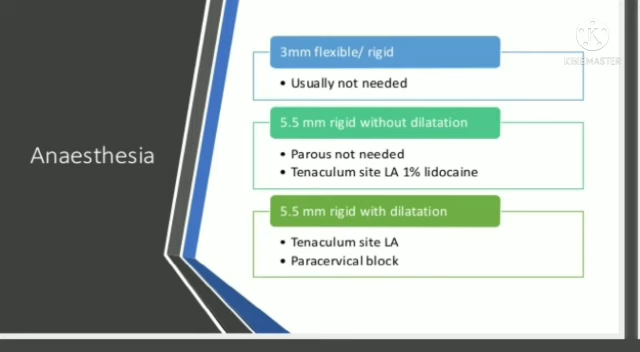 Anaesthesia
3mm flexible/ rigid
• Usually not needed
5.5 mm rigid without dilatation
• Parous not needed
• Tenaculum site LA 1% lidocaine
5.5 mm rigid with dilatation
• Tenaculum site LA
• Paracervical block
KINEMASTER